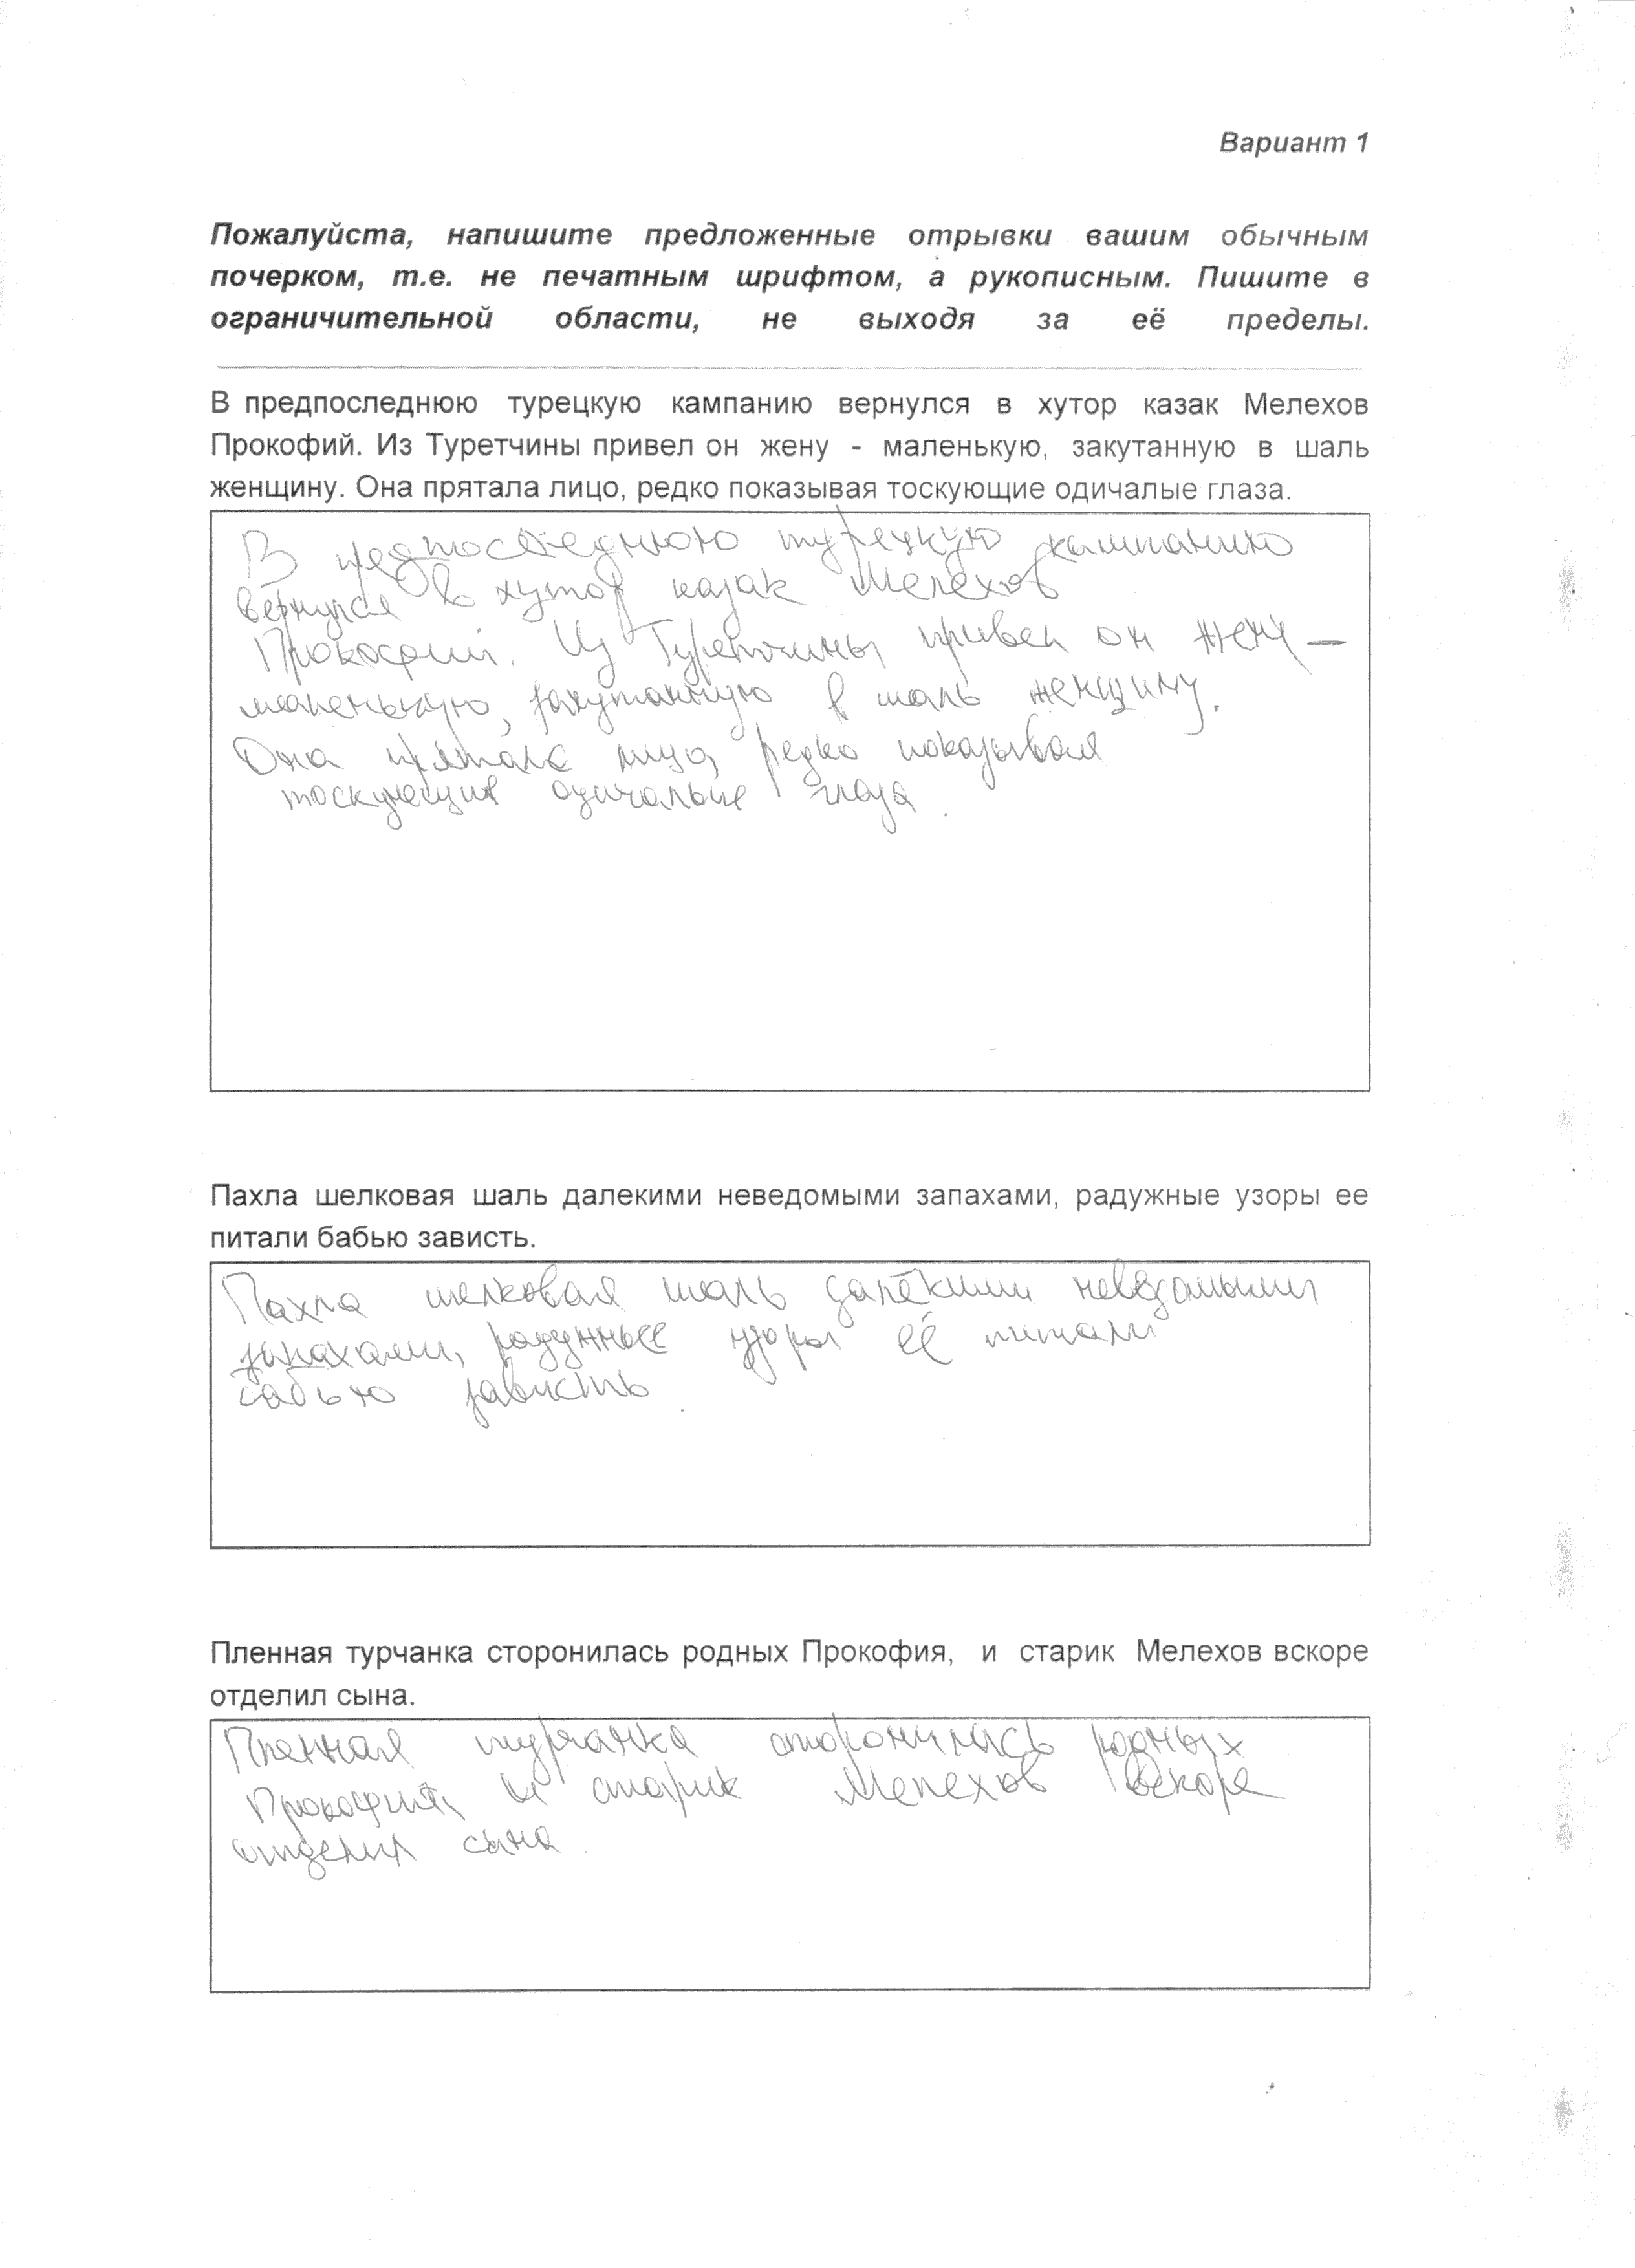 Вариант 1
Пожалуйста, напишите предложенные отрывки вашим обычным
почерком, т.е. не печатным шрифтом, а рукописным. Пишите в
ограничительной области, не выходя за её пределы.
В предпоследнюю турецкую кампанию вернулся в хутор казак Мелехов
Прокофий. Из Туретчины привел он жену - маленькую, закутанную в шаль
женщину. Она прятала лицо, редко показывая тоскующие одичалые глаза.
В предпоследнюю турецкую кампанию
вернулся в хутор казак Мелехов
Прокофий. Из Туретчины привел он жену —
маленькую, закутанную в шаль женщину.
Она прятала лицо, редко показывая
тоскующие одичалые глаза.
Пахла шелковая шаль далекими неведомыми запахами, радужные узоры ее
питали бабью зависть.
Пахла шелковая шаль далёкими неведомыми
запахами, радужные узоры её питали
бабью зависть.
Пленная турчанка сторонилась родных Прокофия, и старик Мелехов вскоре
отделил сына.
Пленная турчанка сторонилась родных
Прокофия, и старик Мелехов вскоре
отделил сына.